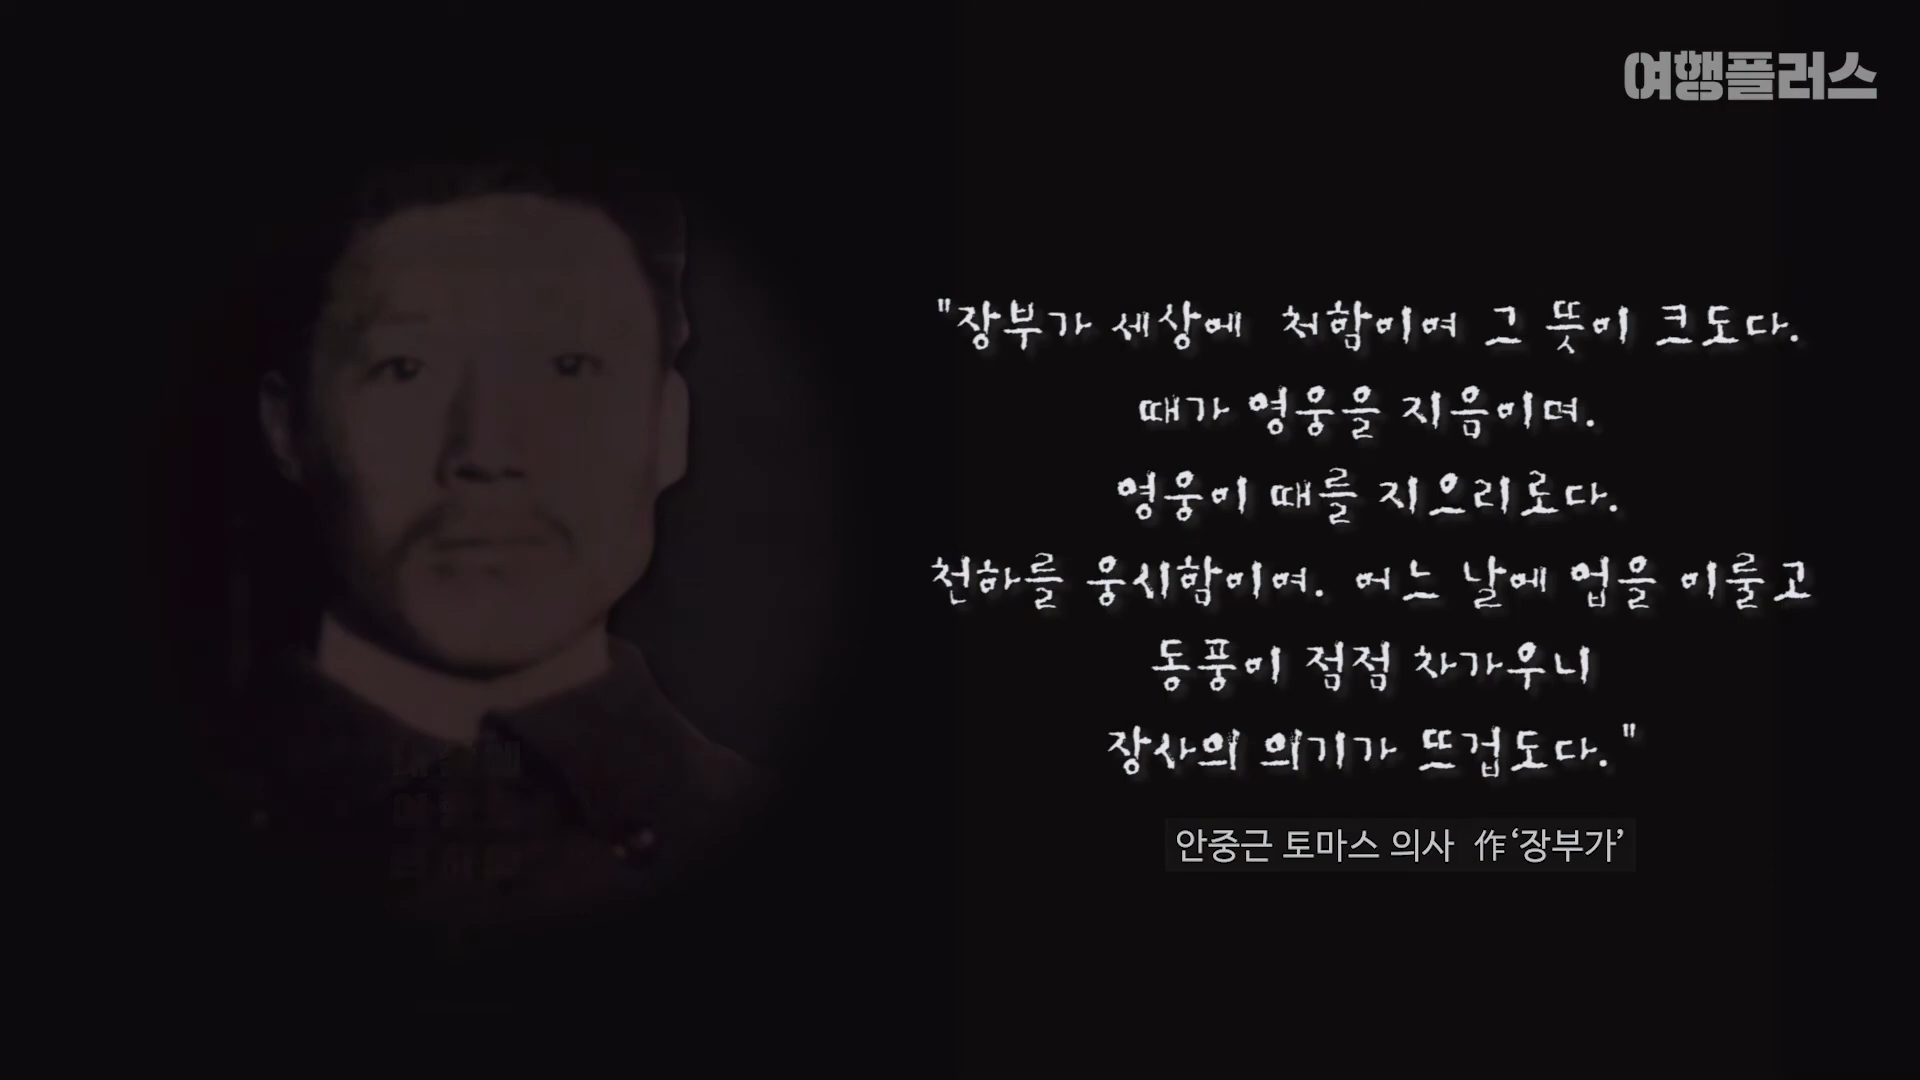 여행플러스
"장부가 세상에 처함이여 그 뜻이 크도다.
때가 영웅을 지음이며.
영웅이 때를 지으리로다.
천하를 웅시함이여. 어느 날에 업을 이룰고
동풍이 점점 차가우니
장사의 의기가 뜨겁도다."
안중근 토마스 의사 作 '장부가'